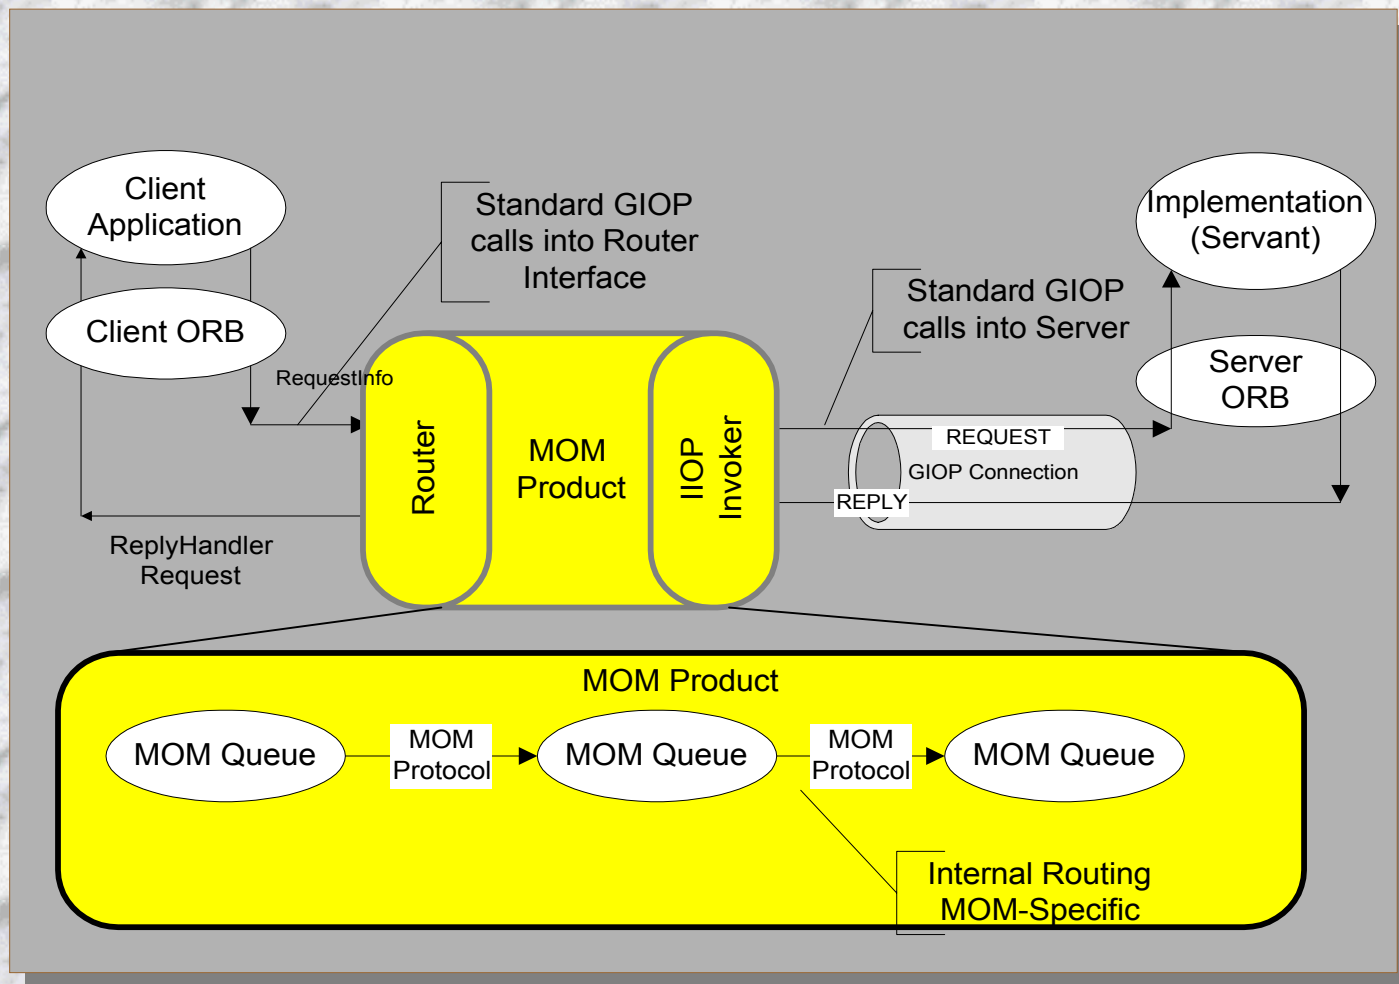 Client
Application
Client ORB
RequestInfo
Standard GIOP
calls into Router
Interface
Router
MOM
Product
IIOP
Invoker
ReplyHandler
Request
Standard GIOP
calls into Server
Implementation
(Servant)
Server
ORB
REQUEST
GIOP Connection
REPLY
MOM Product
MOM Queue
MOM
Protocol
MOM Queue
MOM
Protocol
MOM Queue
Internal Routing
MOM-Specific